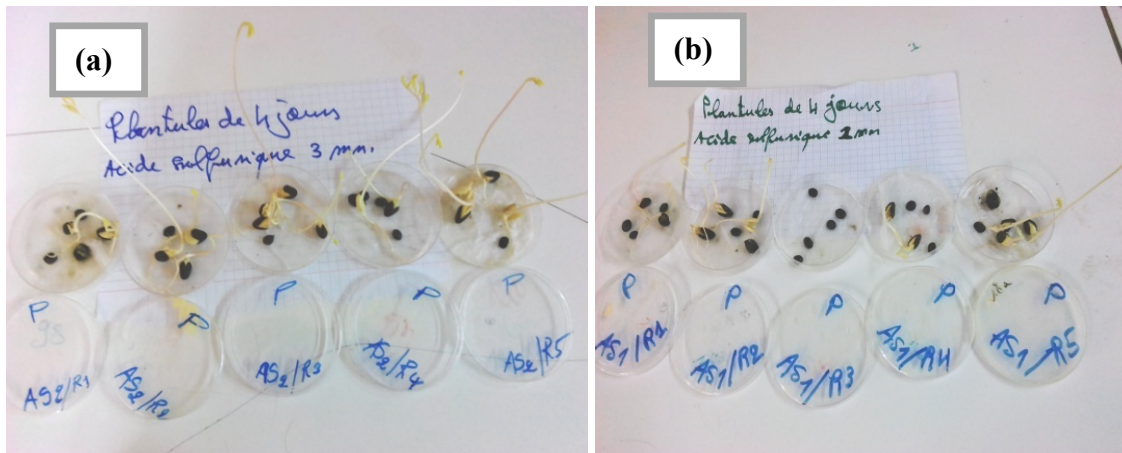 (a)
Plantules de 4 jours
Acide sulfurique 3 mn.
P
P
P
P
P
AS2/R1
AS2/R2
AS2/R3
AS2/R4
AS2/R5
(b)
Plantules de 4 jours
Acide sulfurique 1 mn
P
P
P
P
P
AS1/R1
AS1/R2
AS1/R3
AS1/R4
AS1/R5